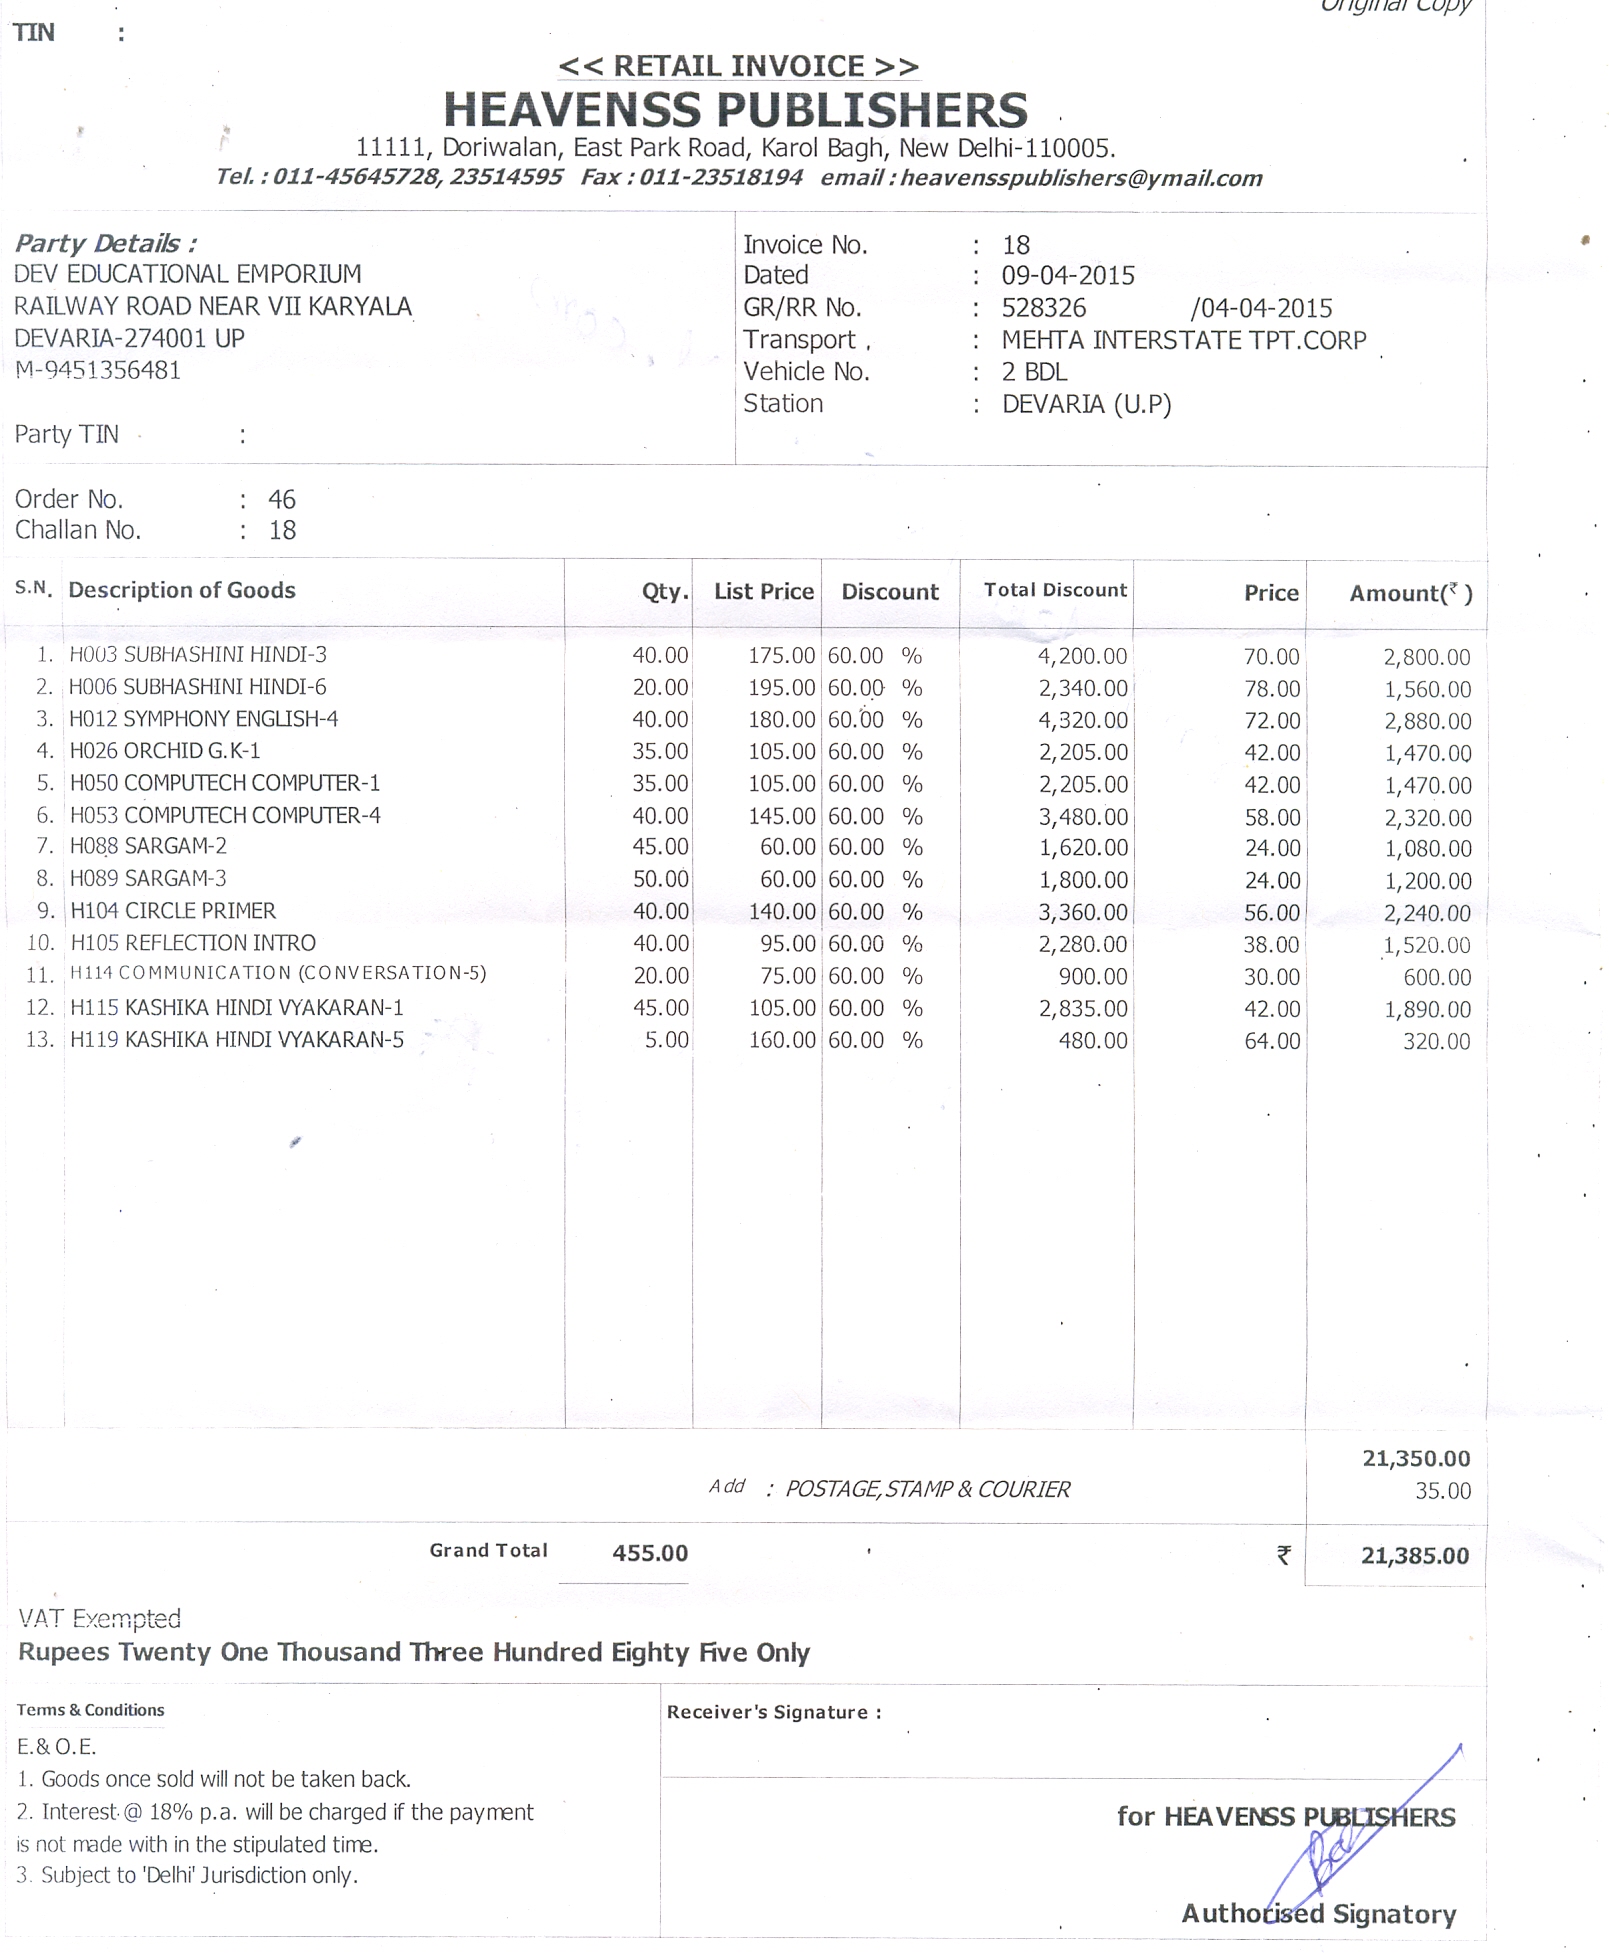 Original Copy
TIN :
<< RETAIL INVOICE >>
HEAVENSS PUBLISHERS
11111, Doriwalan, East Park Road, Karol Bagh, New Delhi-110005.
Tel. : 011-45645728, 23514595 Fax : 011-23518194 email : heavensspublishers@ymail.com
Party Details :
DEV EDUCATIONAL EMPORIUM
RAILWAY ROAD NEAR VII KARYALA
DEVARIA-274001 UP
M-9451356481
Party TIN :
Invoice No. : 18
Dated : 09-04-2015
GR/RR No. : 528326 /04-04-2015
Transport : MEHTA INTERSTATE TPT.CORP
Vehicle No. : 2 BDL
Station : DEVARIA (U.P)
Order No. : 46
Challan No. : 18
S.N. Description of Goods Qty. List Price Discount Total Discount Price Amount(₹ )
1. H003 SUBHASHINI HINDI-3 40.00 175.00 60.00 % 4,200.00 70.00 2,800.00
2. H006 SUBHASHINI HINDI-6 20.00 195.00 60.00 % 2,340.00 78.00 1,560.00
3. H012 SYMPHONY ENGLISH-4 40.00 180.00 60.00 % 4,320.00 72.00 2,880.00
4. H026 ORCHID G.K-1 35.00 105.00 60.00 % 2,205.00 42.00 1,470.00
5. H050 COMPUTECH COMPUTER-1 35.00 105.00 60.00 % 2,205.00 42.00 1,470.00
6. H053 COMPUTECH COMPUTER-4 40.00 145.00 60.00 % 3,480.00 58.00 2,320.00
7. H088 SARGAM-2 45.00 60.00 60.00 % 1,620.00 24.00 1,080.00
8. H089 SARGAM-3 50.00 60.00 60.00 % 1,800.00 24.00 1,200.00
9. H104 CIRCLE PRIMER 40.00 140.00 60.00 % 3,360.00 56.00 2,240.00
10. H105 REFLECTION INTRO 40.00 95.00 60.00 % 2,280.00 38.00 1,520.00
11. H114 COMMUNICATION (CONVERSATION-5) 20.00 75.00 60.00 % 900.00 30.00 600.00
12. H115 KASHIKA HINDI VYAKARAN-1 45.00 105.00 60.00 % 2,835.00 42.00 1,890.00
13. H119 KASHIKA HINDI VYAKARAN-5 5.00 160.00 60.00 % 480.00 64.00 320.00
21,350.00
Add : POSTAGE,STAMP & COURIER 35.00
Grand Total 455.00 ₹ 21,385.00
VAT Exempted
Rupees Twenty One Thousand Three Hundred Eighty Five Only
Terms & Conditions
E.& O.E.
1. Goods once sold will not be taken back.
2. Interest @ 18% p.a. will be charged if the payment
is not made with in the stipulated time.
3. Subject to 'Delhi' Jurisdiction only.
Receiver's Signature :
for HEAVENSS PUBLISHERS
Authorised Signatory